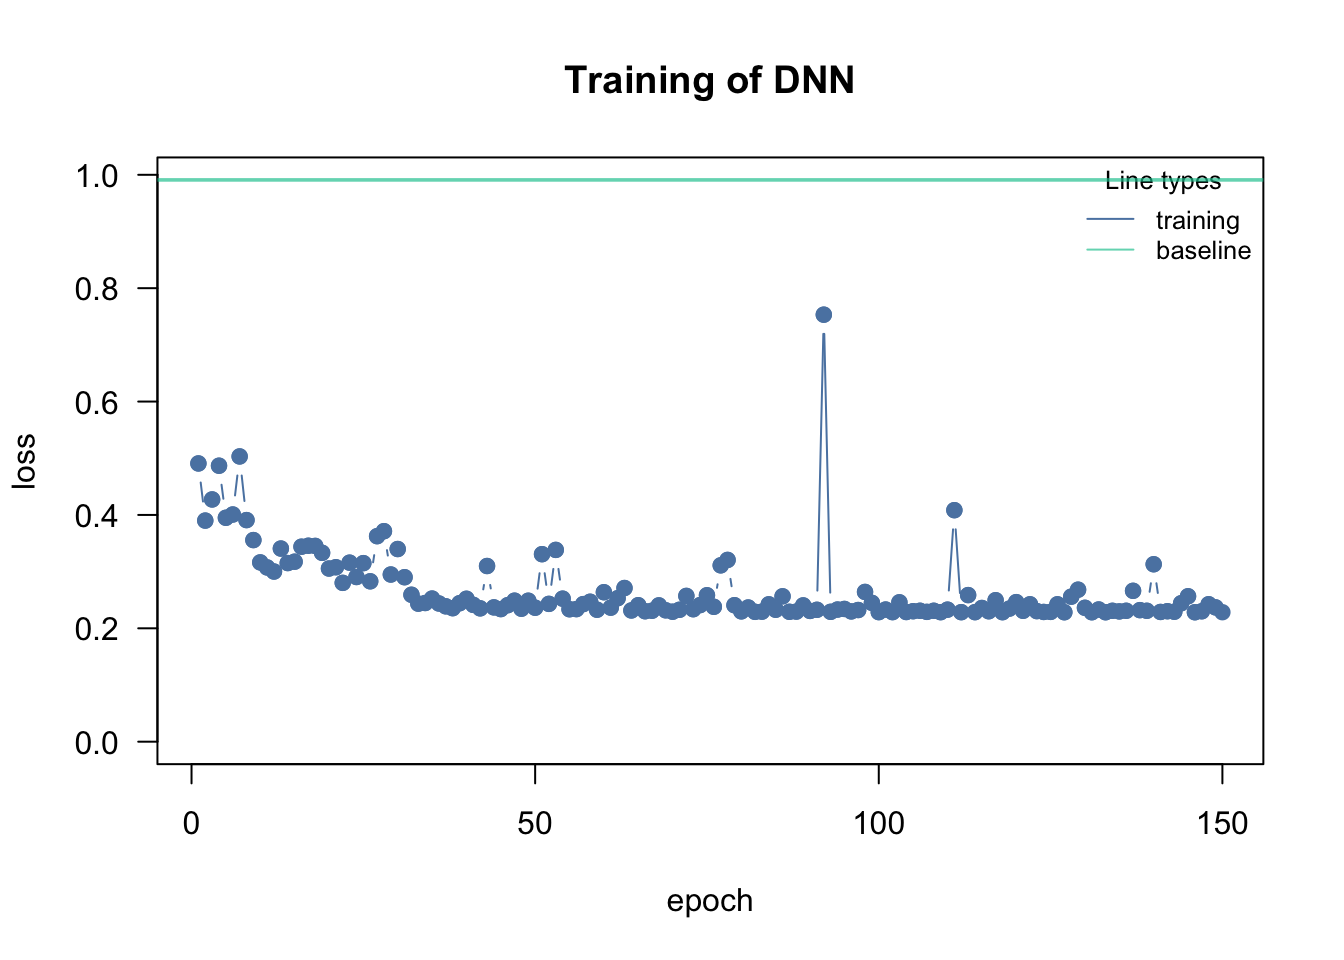 Training of DNN
1.0
0.8
0.6
0.4
0.2
0.0
loss
Line types
training
baseline
0 50 100 150
epoch